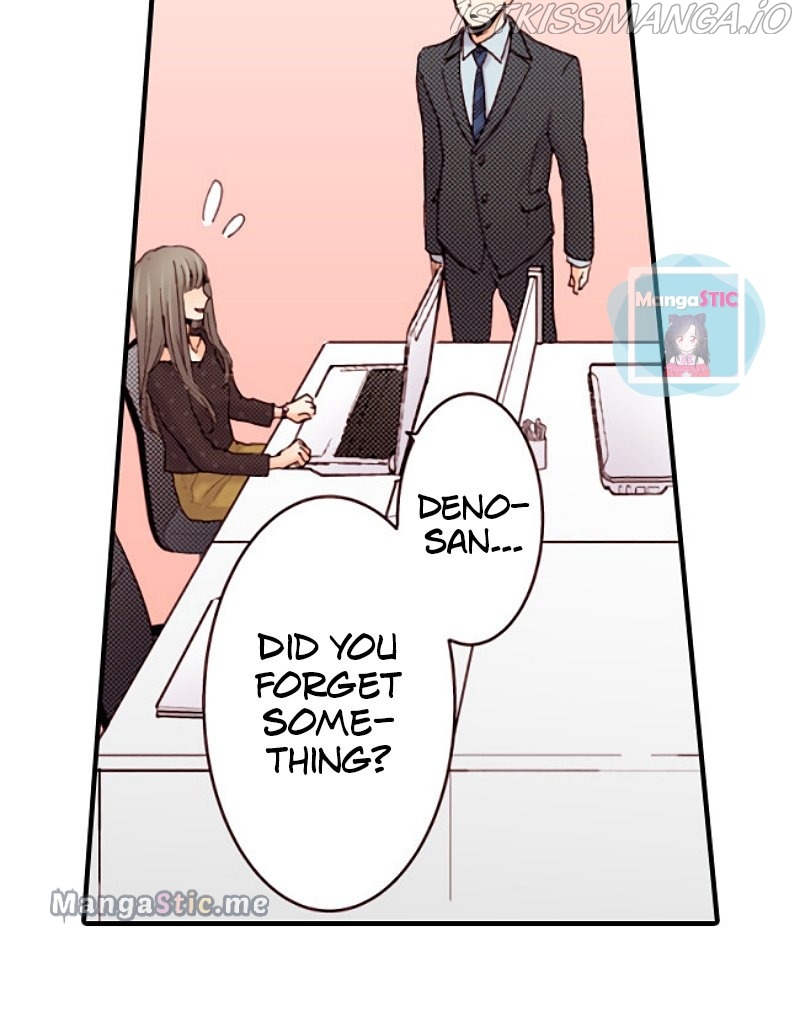 1STKISSMANGA.iO
MangaSTIC
DENO-
SAN...
DID YOU
FORGET
SOME-
THING?
MangaStic.me